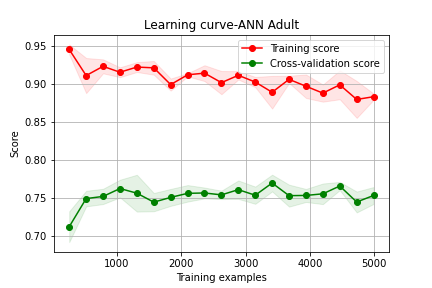 Learning curve-ANN Adult
Training score
Cross-validation score
Score
0.95
0.90
0.85
0.80
0.75
0.70
1000 2000 3000 4000 5000
Training examples